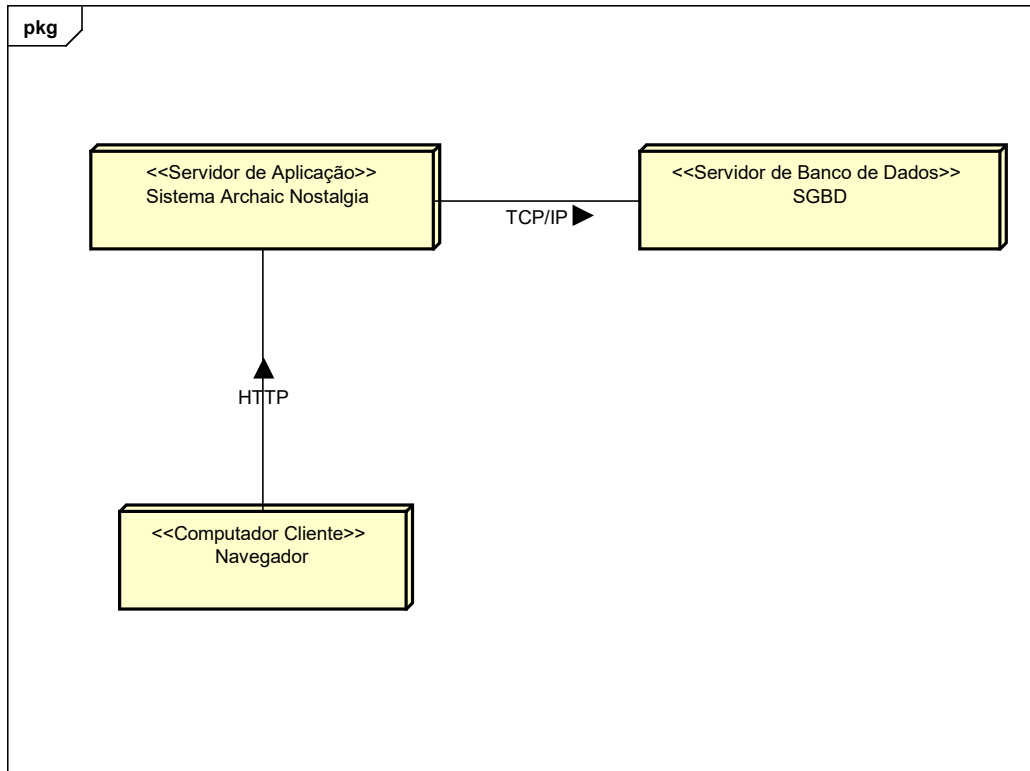 pkg
<<Servidor de Aplicação>>
Sistema Archaic Nostalgia
<<Servidor de Banco de Dados>>
SGBD
TCP/IP
HTTP
<<Computador Cliente>>
Navegador